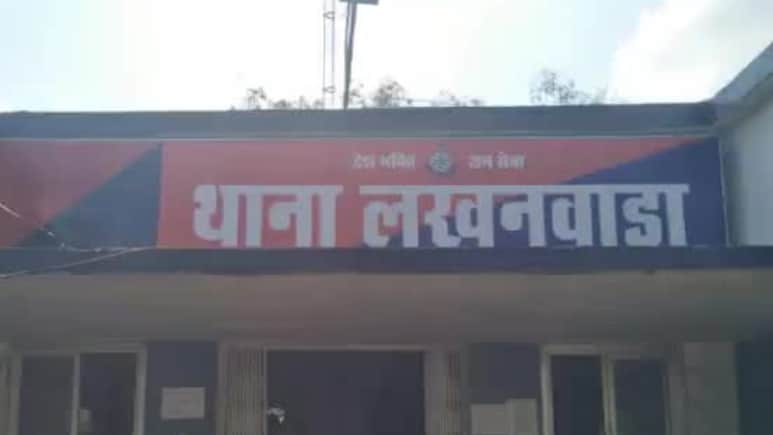 देश भक्ति जन सेवा
थाना लखनवाडा